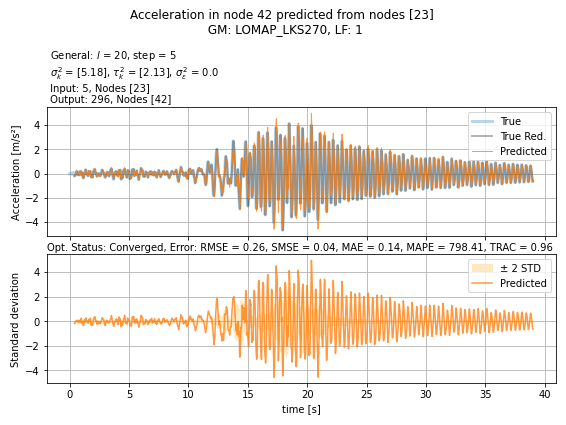 Acceleration in node 42 predicted from nodes [23]
GM: LOMAP_LKS270, LF: 1
General: l = 20, step = 5
σ²_k = [5.18], τ²_k = [2.13], σ²_ε = 0.0
Input: 5, Nodes [23]
Output: 296, Nodes [42]
Acceleration [m/s²]
4
2
0
−2
−4
True
True Red.
Predicted
Opt. Status: Converged, Error: RMSE = 0.26, SMSE = 0.04, MAE = 0.14, MAPE = 798.41, TRAC = 0.96
Standard deviation
4
2
0
−2
−4
± 2 STD
Predicted
0 5 10 15 20 25 30 35 40
time [s]